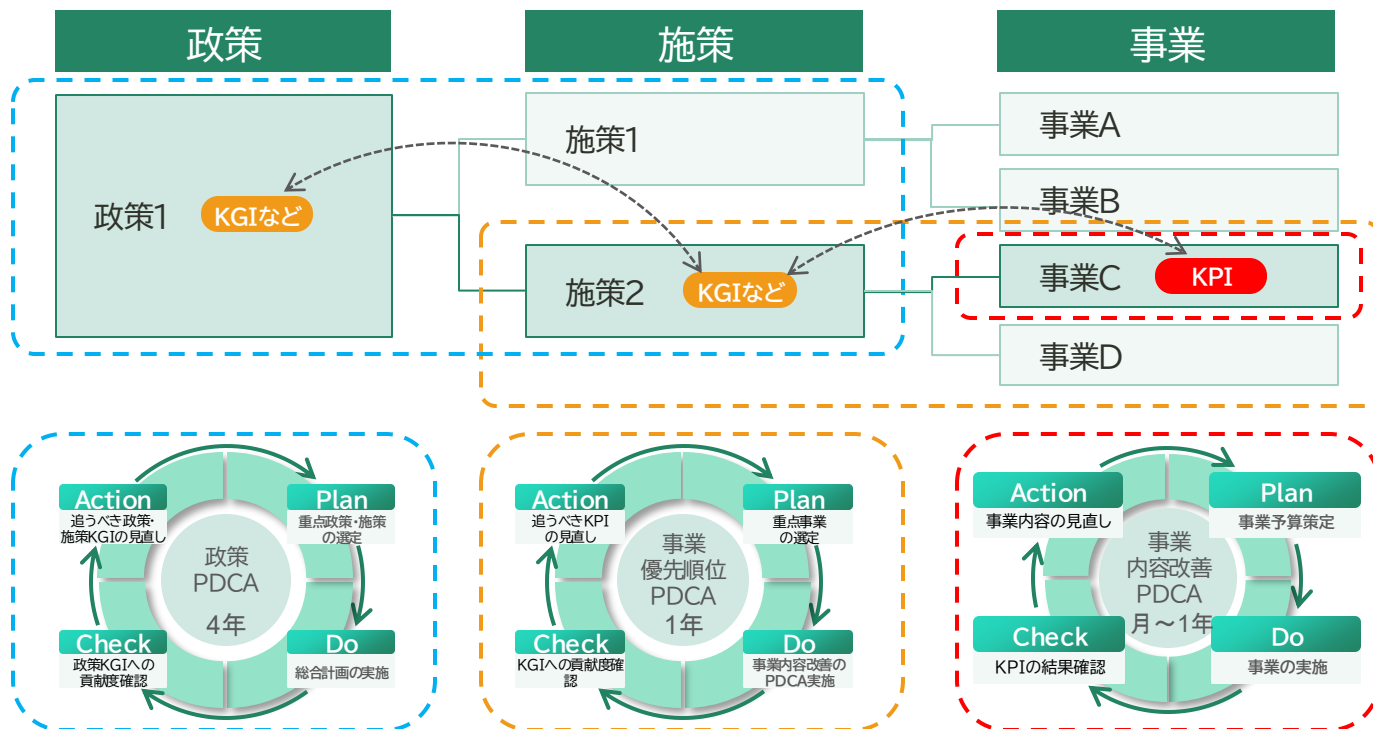 政策
施策
事業
政策1
KGIなど
施策1
施策2
KGIなど
事業A
事業B
事業C
KPI
事業D
Action
追うべき政策・
施策KGIの見直し
Plan
重点政策・施策
の選定
政策
PDCA
4年
Check
政策KGIへの
貢献度確認
Do
総合計画の実施
Action
追うべきKPI
の見直し
Plan
重点事業
の選定
事業
優先順位
PDCA
1年
Check
KGIへの貢献度確
認
Do
事業内容改善の
PDCA実施
Action
事業内容の見直し
Plan
事業予算策定
事業
内容改善
PDCA
月〜1年
Check
KPIの結果確認
Do
事業の実施